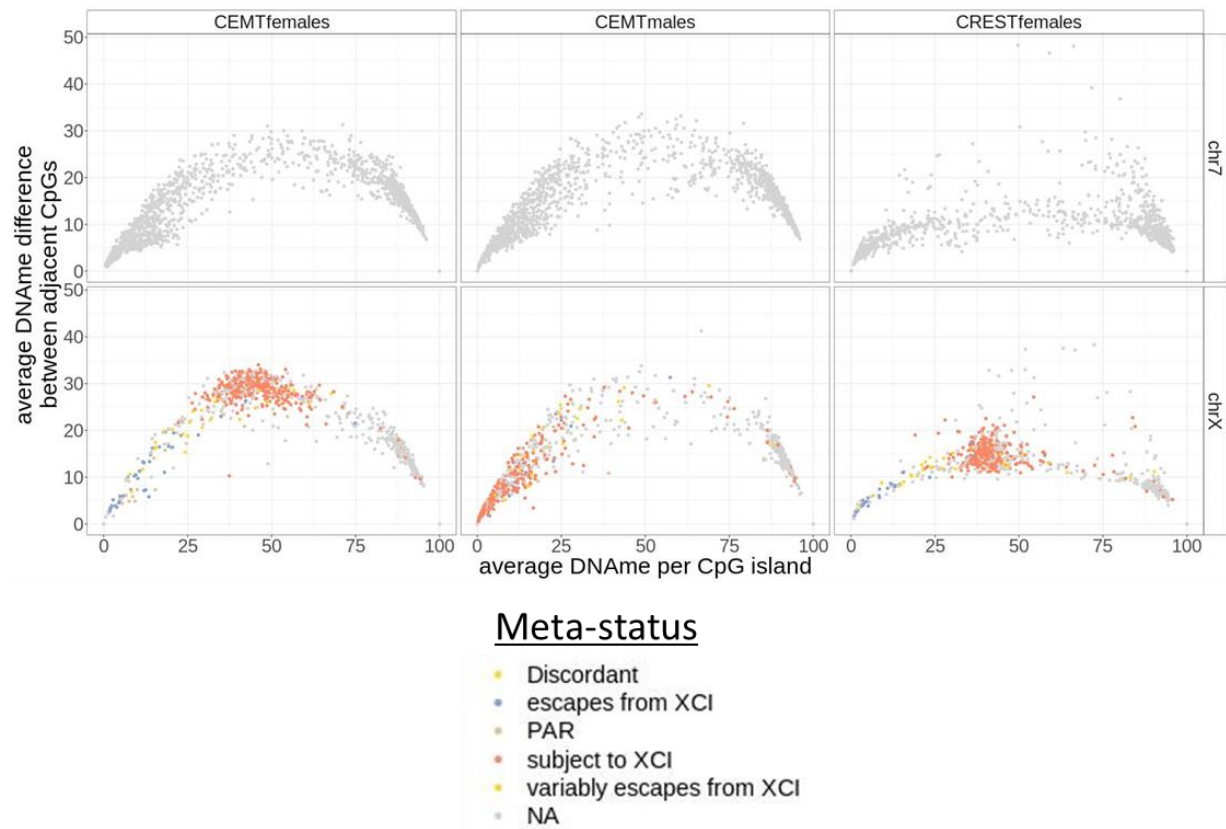 CEMTfemales CEMTmales CRESTfemales
average DNAme difference
between adjacent CpGs
50
40
30
20
10
0
chr7
50
40
30
20
10
0
chrX
0 25 50 75 100 0 25 50 75 100 0 25 50 75 100
average DNAme per CpG island
Meta-status
Discordant
escapes from XCI
PAR
subject to XCI
variably escapes from XCI
NA